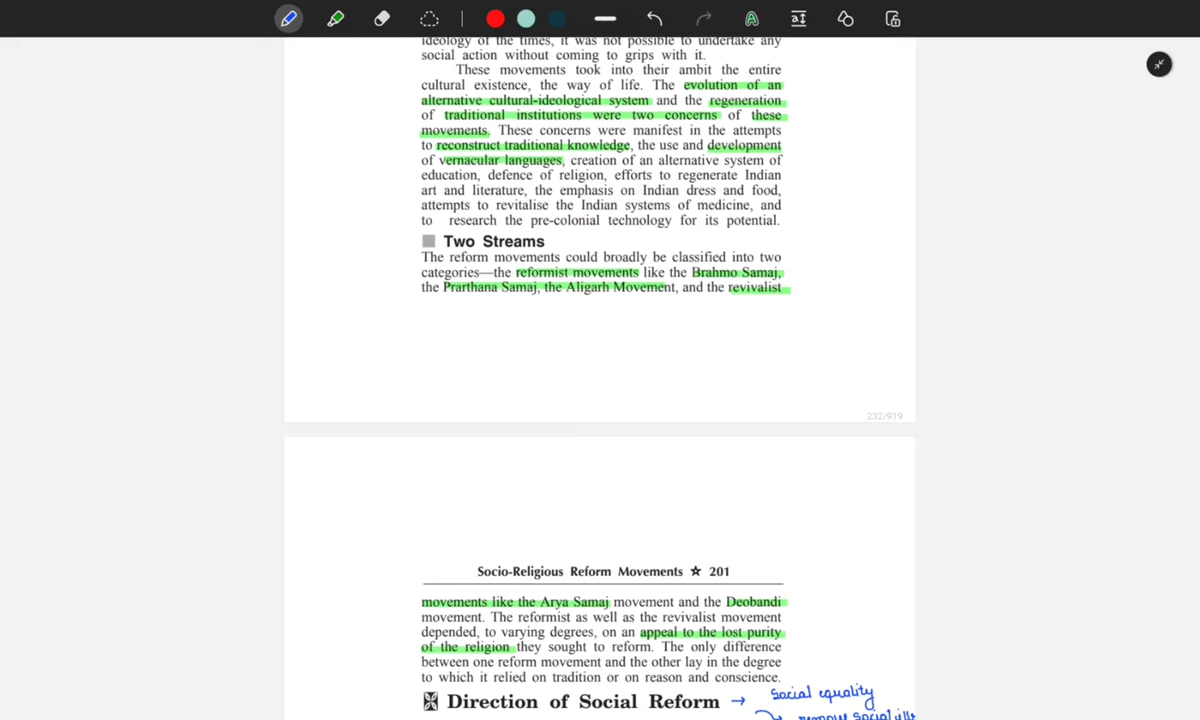 ideology of the times, it was not possible to undertake any
social action without coming to grips with it.
These movements took into their ambit the entire
cultural existence, the way of life. The evolution of an
alternative cultural-ideological system and the regeneration
of traditional institutions were two concerns of these
movements. These concerns were manifest in the attempts
to reconstruct traditional knowledge, the use and development
of vernacular languages, creation of an alternative system of
education, defence of religion, efforts to regenerate Indian
art and literature, the emphasis on Indian dress and food,
attempts to revitalise the Indian systems of medicine, and
to research the pre-colonial technology for its potential.
Two Streams
The reform movements could broadly be classified into two
categories—the reformist movements like the Brahmo Samaj,
the Prarthana Samaj, the Aligarh Movement, and the revivalist
232/919
Socio-Religious Reform Movements ☆ 201
movements like the Arya Samaj movement and the Deobandi
movement. The reformist as well as the revivalist movement
depended, to varying degrees, on an appeal to the lost purity
of the religion they sought to reform. The only difference
between one reform movement and the other lay in the degree
to which it relied on tradition or on reason and conscience.
Direction of Social Reform → social equality
remove social ills